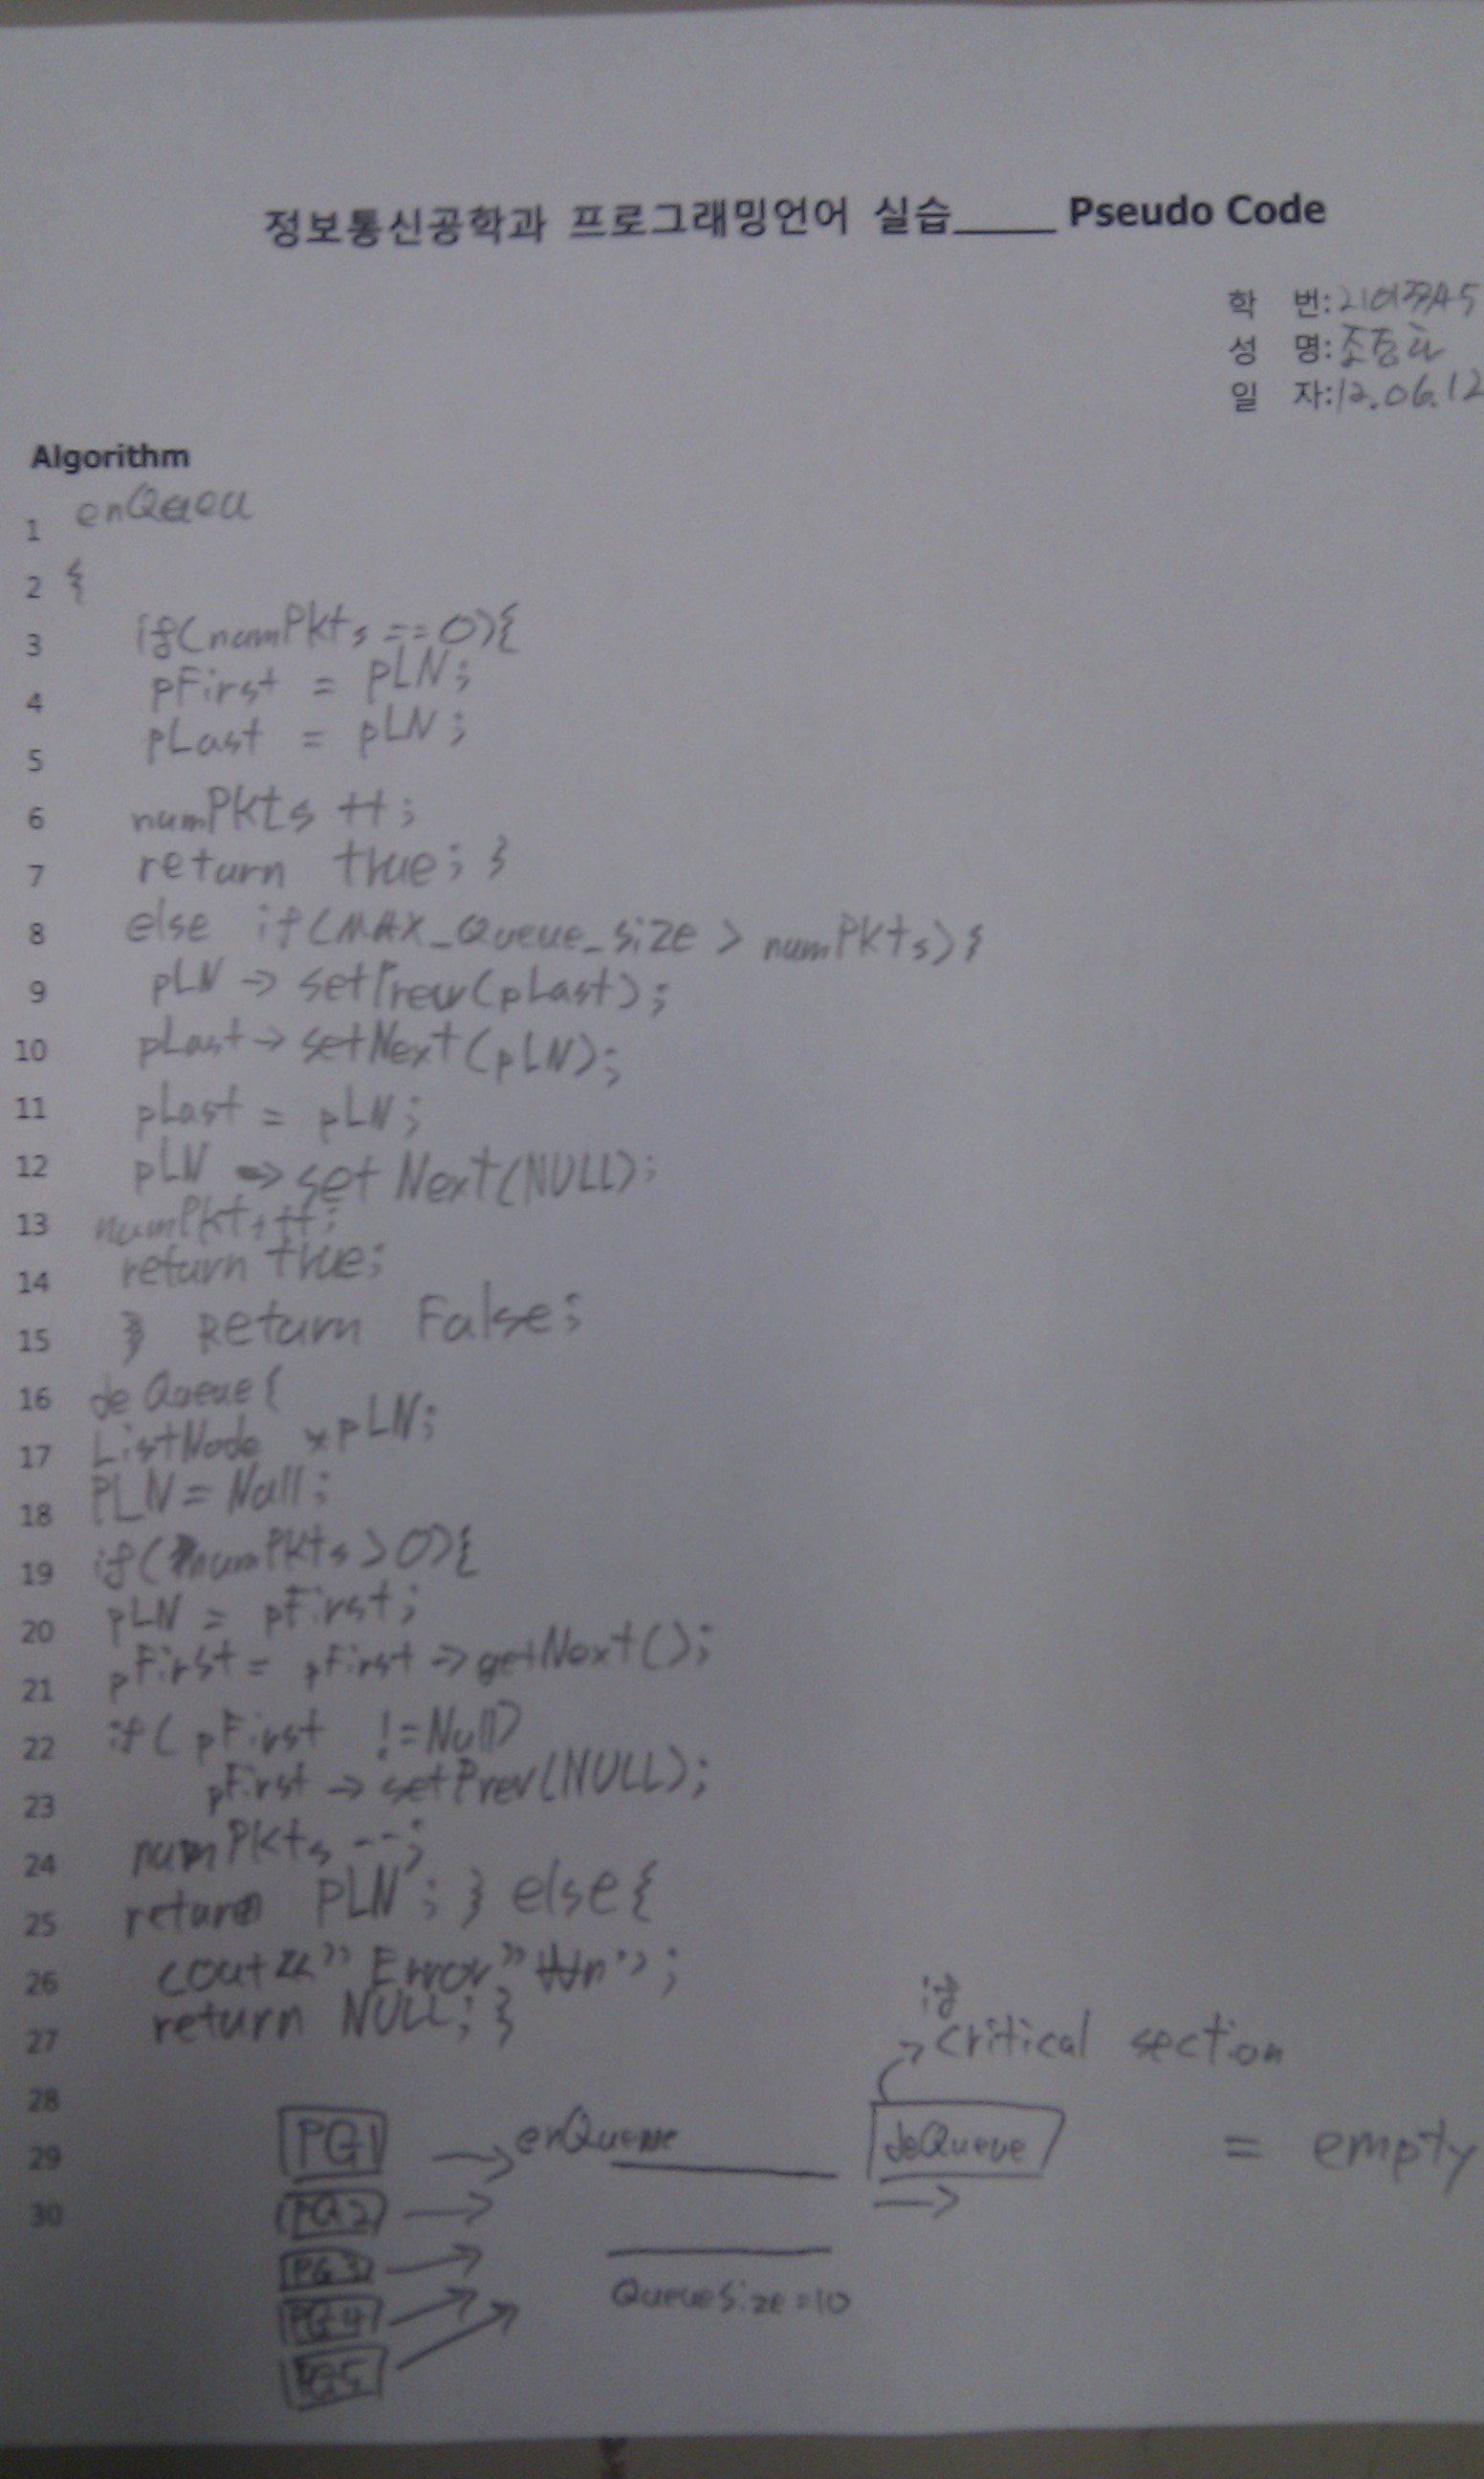 정보통신공학과 프로그래밍언어 실습_____ Pseudo Code
학 번:
성 명:
일 자:12.06.12
Algorithm
1 enQueeu
2 {
3 if(numPkts ==0){
4 pFirst = pLN;
5 pLast = pLN;
6 numPkts ++;
7 return true; }
8 else if(MAX_Queue_size > numPkts){
9 pLN -> setPrev(pLast);
10 pLast -> setNext(pLN);
11 pLast = pLN;
12 pLN -> set Next(NULL);
13 numPkts++;
14 return true;
15 } Return False;
16 deQueue{
17 ListNode *pLN;
18 PLN = Null;
19 if(numPkts >0){
20 pLN = pFirst;
21 pFirst = pFirst ->getNext();
22 if( pFirst !=Null)
23 pFirst -> setPrev(NULL);
24 numPkts --;
25 return PLN; } else{
26 cout<<" Error" ₩n";
27 return NULL; }
if
critical section
28
29
30
PG1 enQueue deQueue = empty
PG2
PG3
PG4
PG5
QueueSize=10